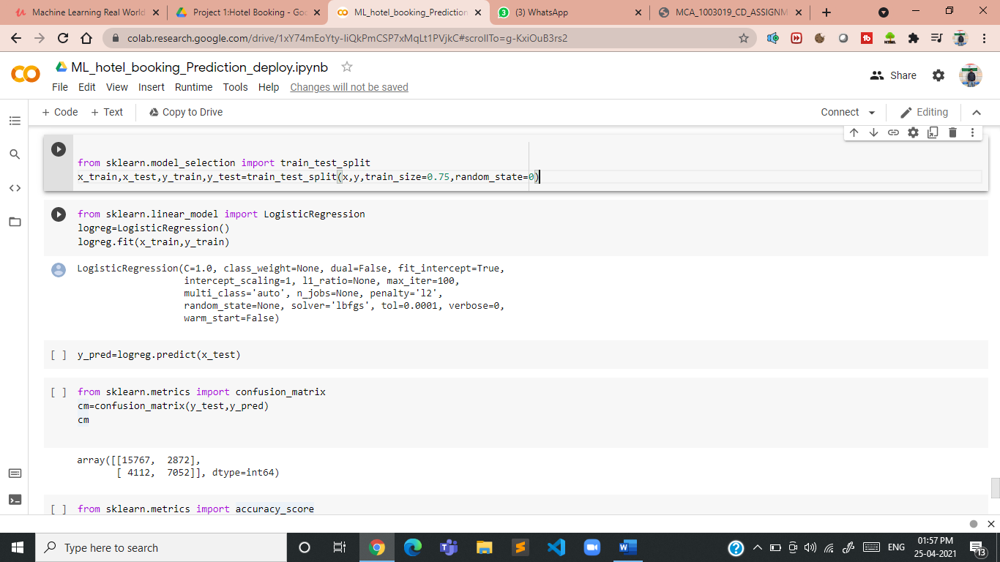 Machine Learning Real World
Project 1:Hotel Booking - Goo
ML_hotel_booking_Prediction
(3) WhatsApp
MCA_1003019_CD_ASSIGNM
colab.research.google.com/drive/1xY74mEoYty-IiQkPmCSP7xMqLt1PVjkC#scrollTo=g-KxiOuB3rs2
ML_hotel_booking_Prediction_deploy.ipynb
Share
File Edit View Insert Runtime Tools Help Changes will not be saved
+ Code + Text Copy to Drive Connect Editing
from sklearn.model_selection import train_test_split
x_train,x_test,y_train,y_test=train_test_split(x,y,train_size=0.75,random_state=0)
from sklearn.linear_model import LogisticRegression
logreg=LogisticRegression()
logreg.fit(x_train,y_train)
LogisticRegression(C=1.0, class_weight=None, dual=False, fit_intercept=True,
intercept_scaling=1, l1_ratio=None, max_iter=100,
multi_class='auto', n_jobs=None, penalty='l2',
random_state=None, solver='lbfgs', tol=0.0001, verbose=0,
warm_start=False)
[ ] y_pred=logreg.predict(x_test)
[ ] from sklearn.metrics import confusion_matrix
cm=confusion_matrix(y_test,y_pred)
cm
array([[15767, 2872],
[ 4112, 7052]], dtype=int64)
[ ] from sklearn.metrics import accuracy_score
Type here to search
ENG
01:57 PM
25-04-2021
13